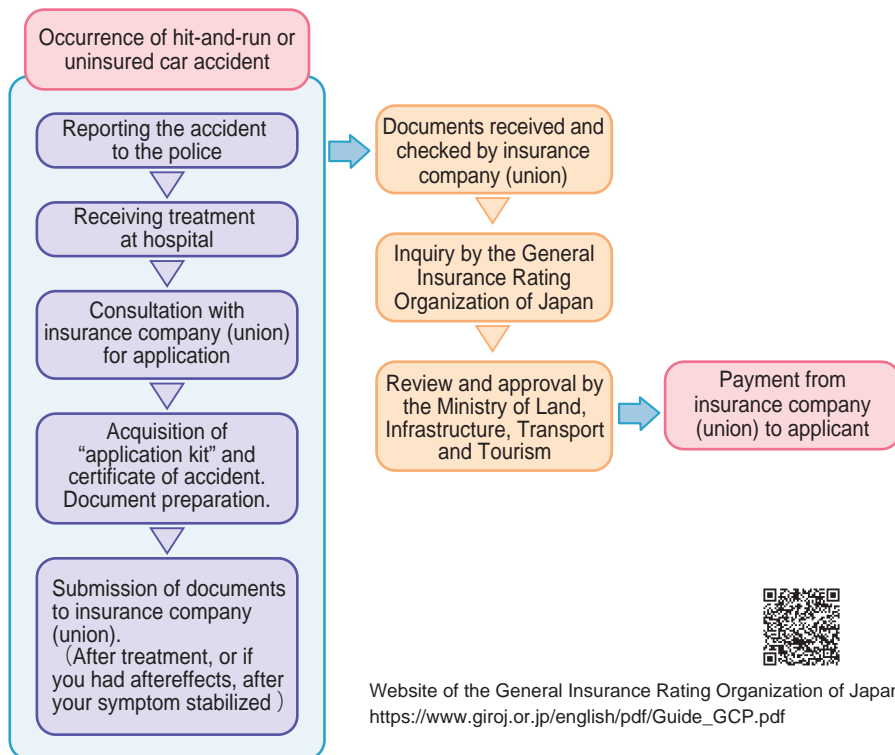 Occurrence of hit-and-run or
uninsured car accident
Reporting the accident
to the police
Receiving treatment
at hospital
Consultation with
insurance company (union)
for application
Acquisition of
“application kit” and
certificate of accident.
Document preparation.
Submission of documents
to insurance company
(union).
（After treatment, or if
you had aftereffects, after
your symptom stabilized ）
Documents received and
checked by insurance
company (union)
Inquiry by the General
Insurance Rating
Organization of Japan
Review and approval by
the Ministry of Land,
Infrastructure, Transport
and Tourism
Payment from
insurance company
(union) to applicant
Website of the General Insurance Rating Organization of Japan
https://www.giroj.or.jp/english/pdf/Guide_GCP.pdf